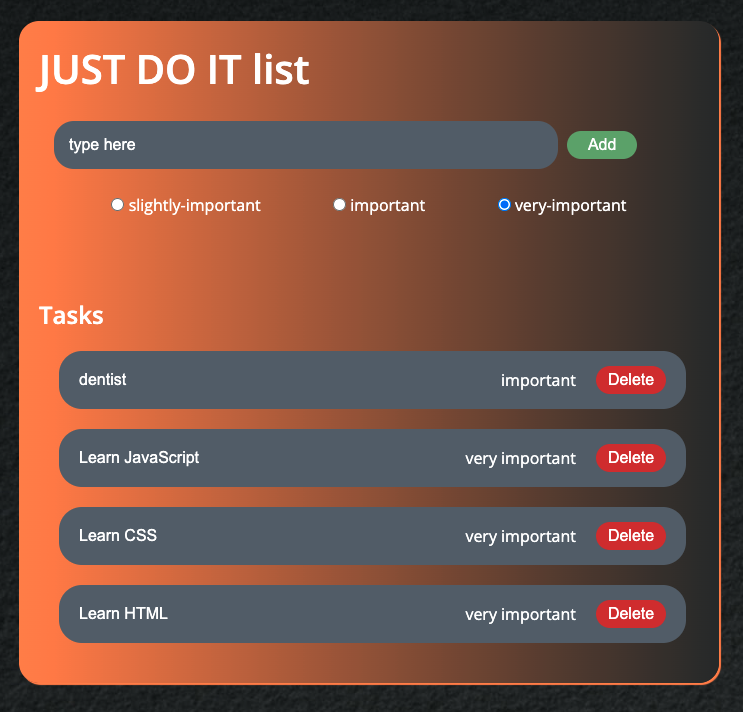 JUST DO IT list
type here Add
slightly-important important very-important
Tasks
dentist important Delete
Learn JavaScript very important Delete
Learn CSS very important Delete
Learn HTML very important Delete